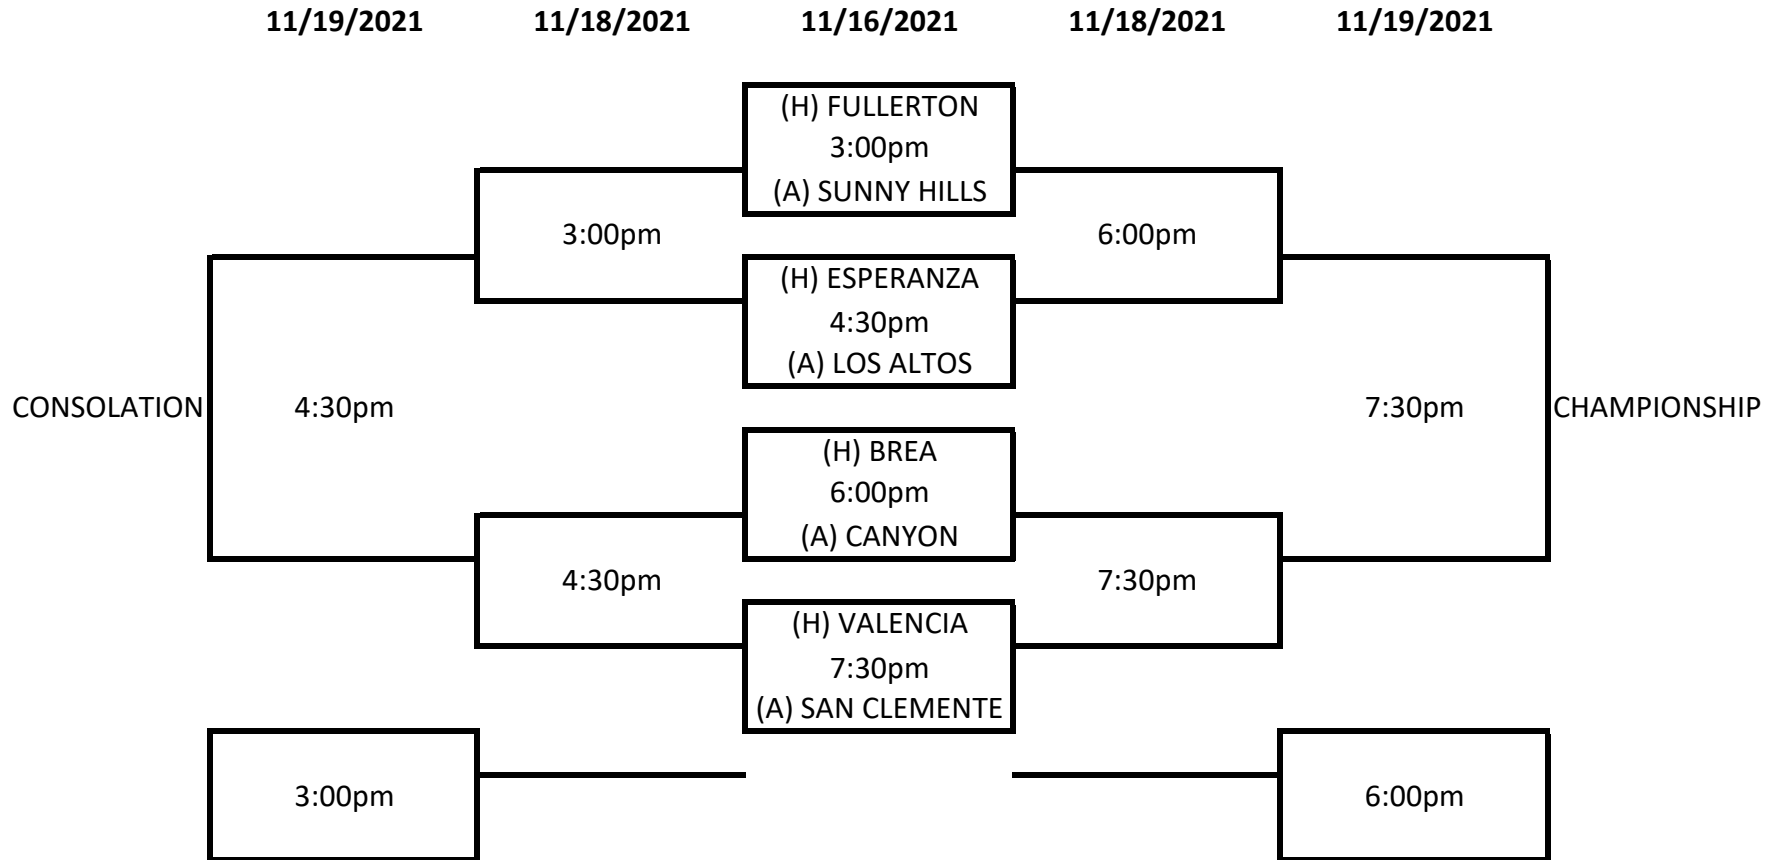 11/19/2021 11/18/2021 11/16/2021 11/18/2021 11/19/2021
(H) FULLERTON
3:00pm
(A) SUNNY HILLS
3:00pm 6:00pm
(H) ESPERANZA
4:30pm
(A) LOS ALTOS
CONSOLATION 4:30pm 7:30pm CHAMPIONSHIP
(H) BREA
6:00pm
(A) CANYON
4:30pm 7:30pm
(H) VALENCIA
7:30pm
(A) SAN CLEMENTE
3:00pm 6:00pm